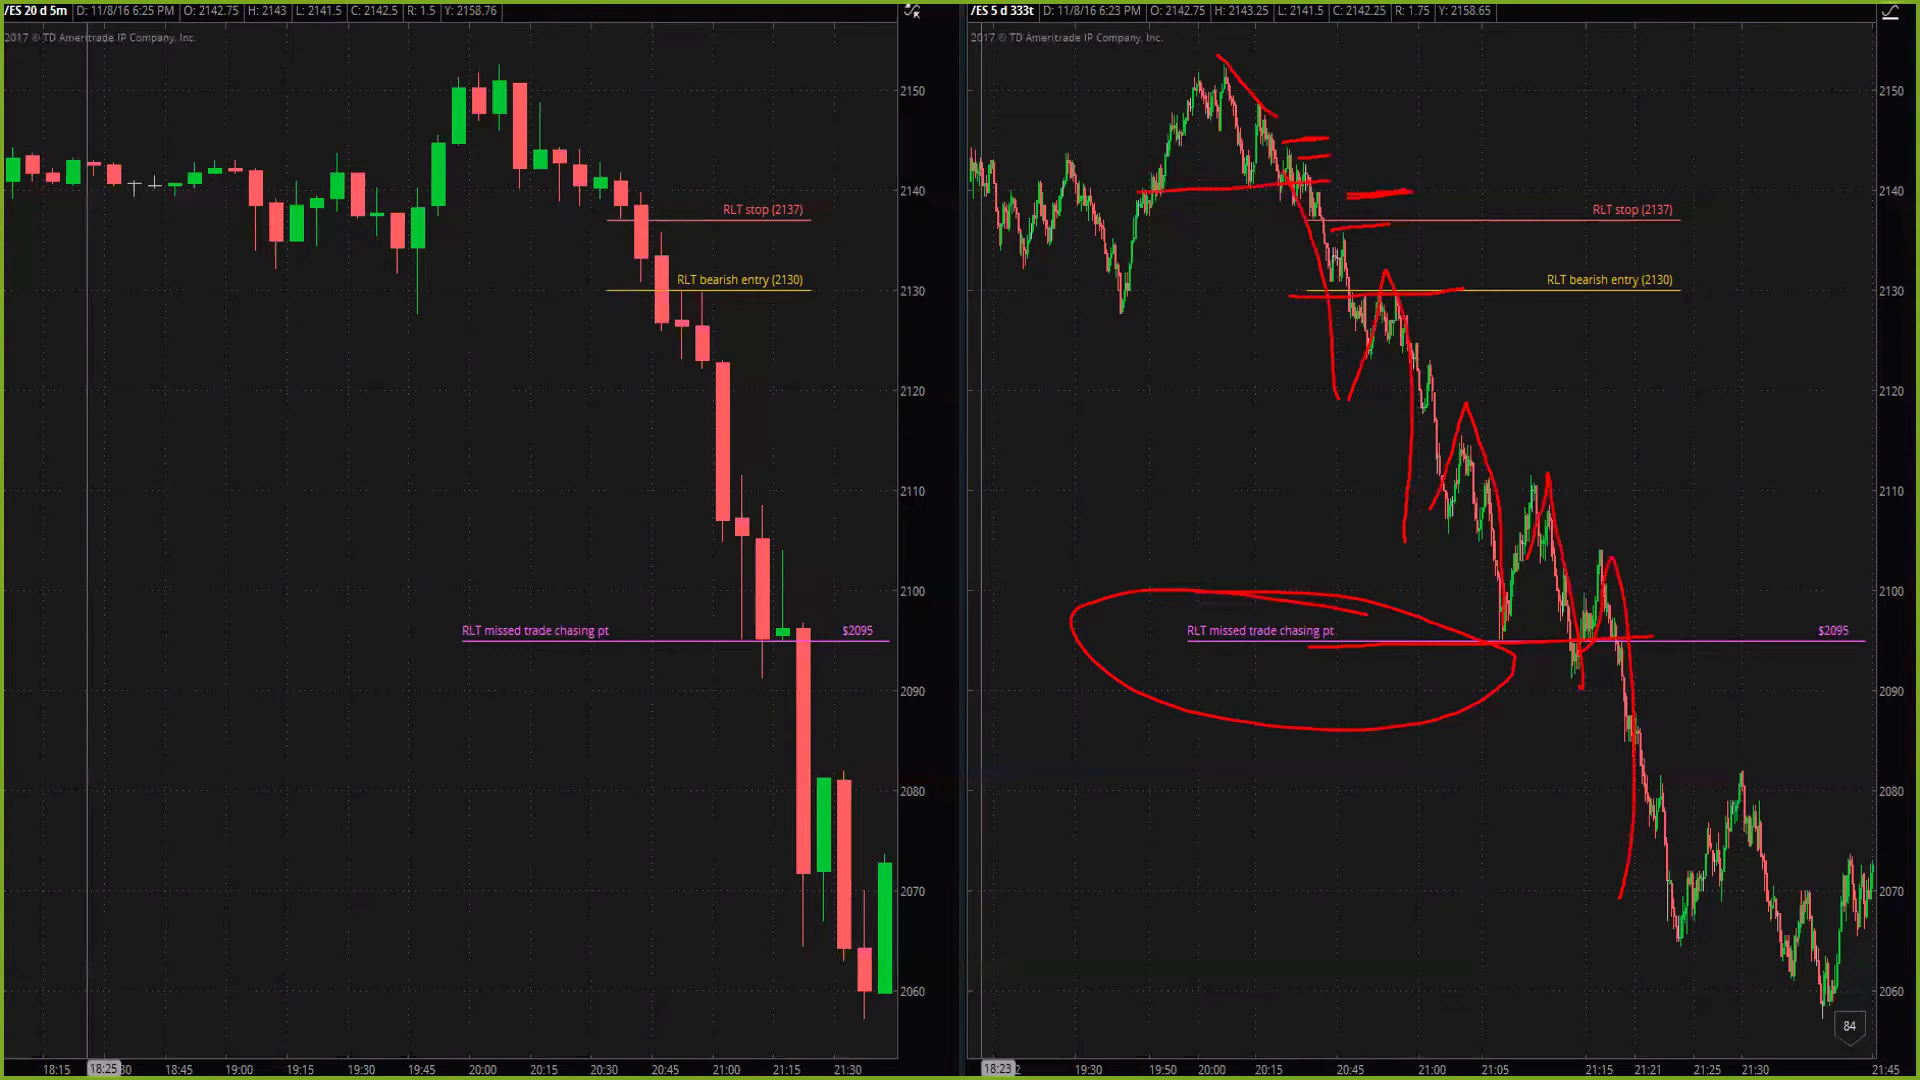 /ES 20 d 5m D: 11/8/16 6:25 PM O: 2142.75 H: 2143 L: 2141.5 C: 2142.5 R: 1.5 Y: 2158.76
2017 © TD Ameritrade IP Company, Inc.
2150
2140
RLT stop (2137)
RLT bearish entry (2130)
2130
2120
2110
2100
RLT missed trade chasing pt $2095
2090
2080
2070
2060
18:15 18:25 30 18:45 19:00 19:15 19:30 19:45 20:00 20:15 20:30 20:45 21:00 21:15 21:30
/ES 5 d 333t D: 11/8/16 6:23 PM O: 2142.75 H: 2143.25 L: 2141.5 C: 2142.25 R: 1.75 Y: 2158.65
2017 © TD Ameritrade IP Company, Inc.
2150
2140
RLT stop (2137)
RLT bearish entry (2130)
2130
2120
2110
2100
RLT missed trade chasing pt $2095
2090
2080
2070
2060
84
18:23 2 19:30 19:50 20:00 20:15 20:45 21:00 21:05 21:15 21:21 21:30 21:45